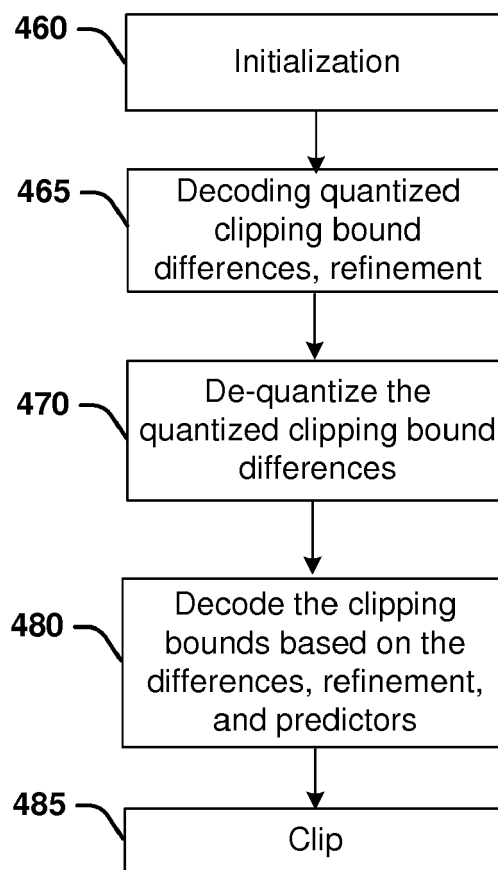 460
Initialization
465
Decoding quantized
clipping bound
differences, refinement
470
De-quantize the
quantized clipping bound
differences
480
Decode the clipping
bounds based on the
differences, refinement,
and predictors
485
Clip